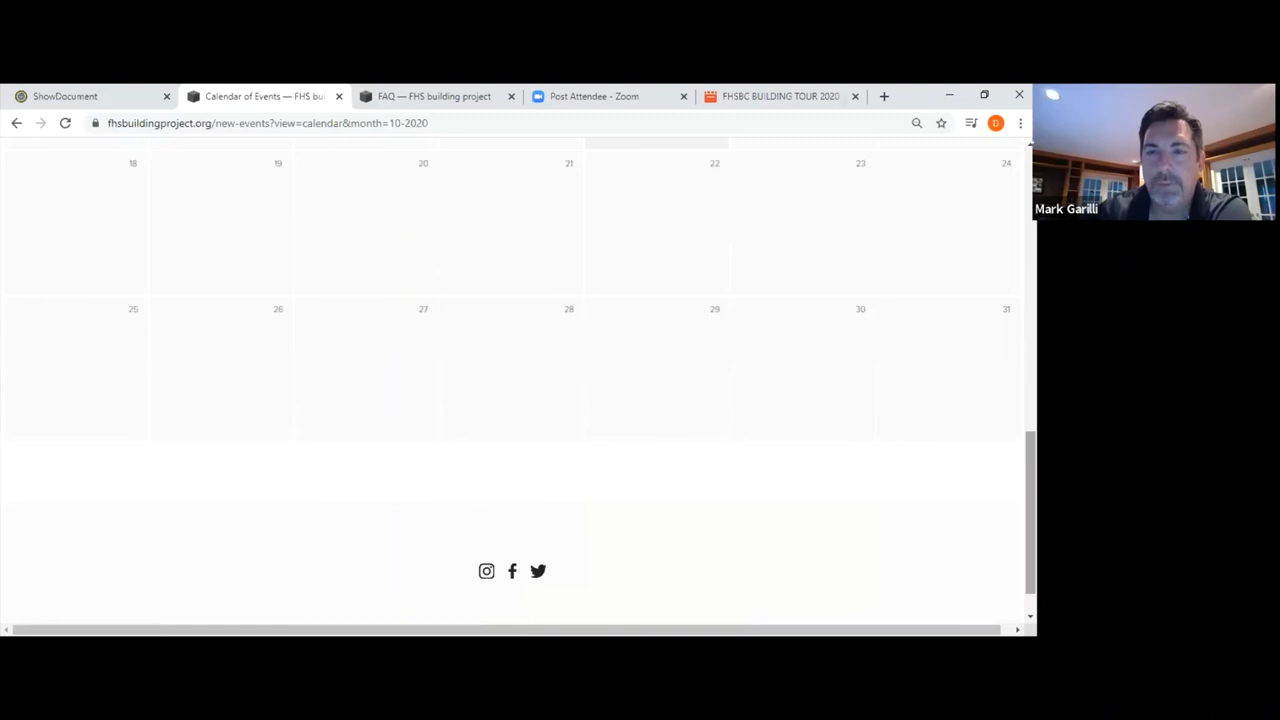 ShowDocument
Calendar of Events — FHS bui
FAQ — FHS building project
Post Attendee - Zoom
FHSBC BUILDING TOUR 2020
fhsbuildingproject.org/new-events?view=calendar&month=10-2020
D
18 19 20 21 22 23 24
25 26 27 28 29 30 31
Mark Garilli